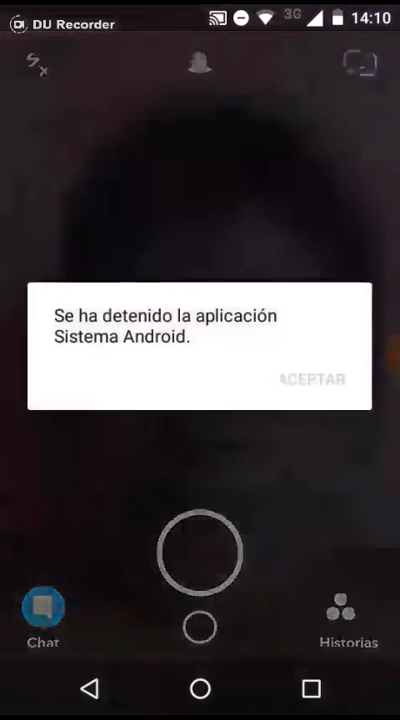 DU Recorder
3G
14:10
Se ha detenido la aplicación
Sistema Android.
ACEPTAR
Chat
Historias